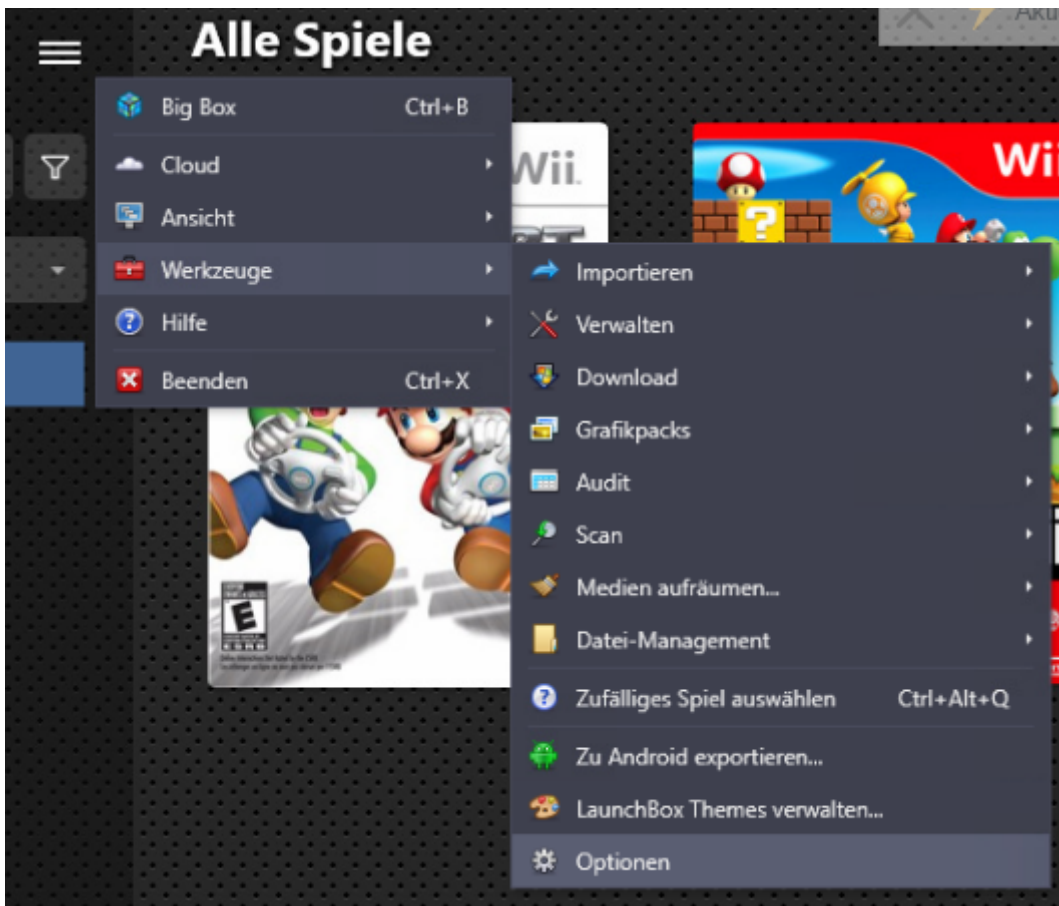 Alle Spiele
Big Box Ctrl+B
Cloud
Ansicht
Werkzeuge
Hilfe
Beenden Ctrl+X
Wii
Wii
Importieren
Verwalten
Download
Grafikpacks
Audit
Scan
Medien aufräumen...
Datei-Management
Zufälliges Spiel auswählen Ctrl+Alt+Q
Zu Android exportieren...
LaunchBox Themes verwalten...
Optionen
E
ESRB